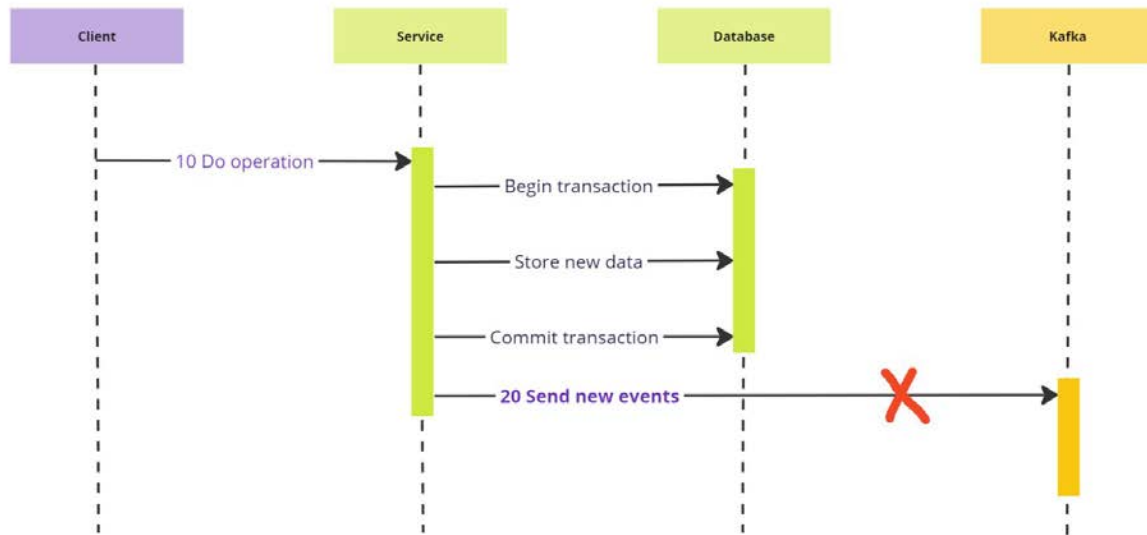 Client
Service
Database
Kafka
10 Do operation
Begin transaction
Store new data
Commit transaction
20 Send new events